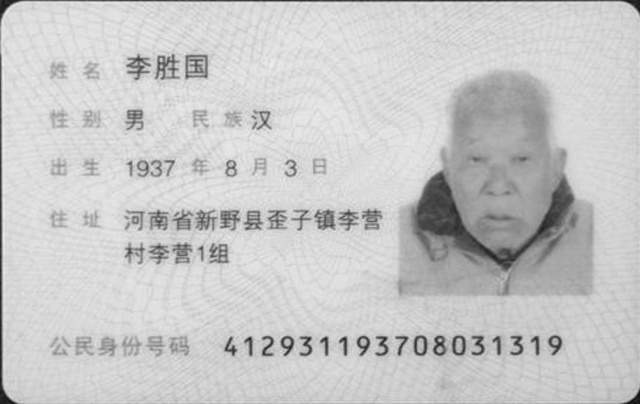 姓名 李胜国
性别 男 民族 汉
出生 1937 年 8 月 3 日
住址 河南省新野县歪子镇李营
村李营1组
公民身份号码 412931193708031319